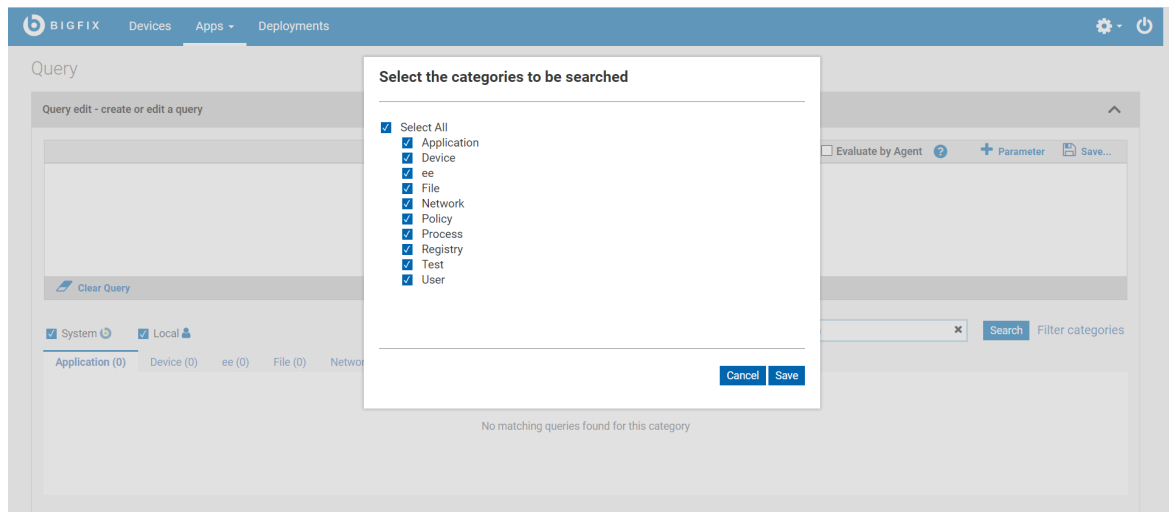 BIGFIX Devices Apps Deployments
Query
Select the categories to be searched
Query edit - create or edit a query
Select All
Application
Device
ee
File
Network
Policy
Process
Registry
Test
User
Evaluate by Agent ? Parameter Save...
Clear Query
System Local
Search Filter categories
Application (0) Device (0) ee (0) File (0)
Cancel Save
No matching queries found for this category